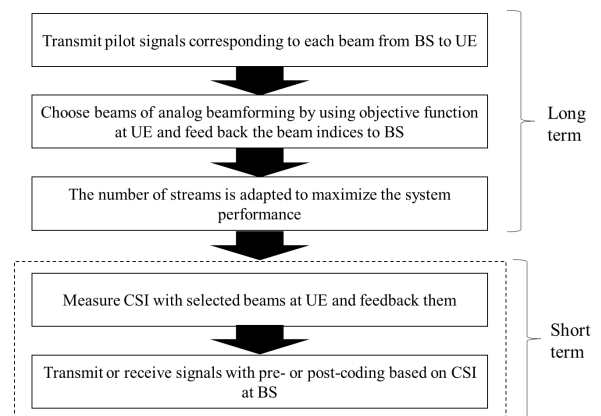 Transmit pilot signals corresponding to each beam from BS to UE
Choose beams of analog beamforming by using objective function
at UE and feed back the beam indices to BS
Long
term
The number of streams is adapted to maximize the system
performance
Measure CSI with selected beams at UE and feedback them
Short
term
Transmit or receive signals with pre- or post-coding based on CSI
at BS